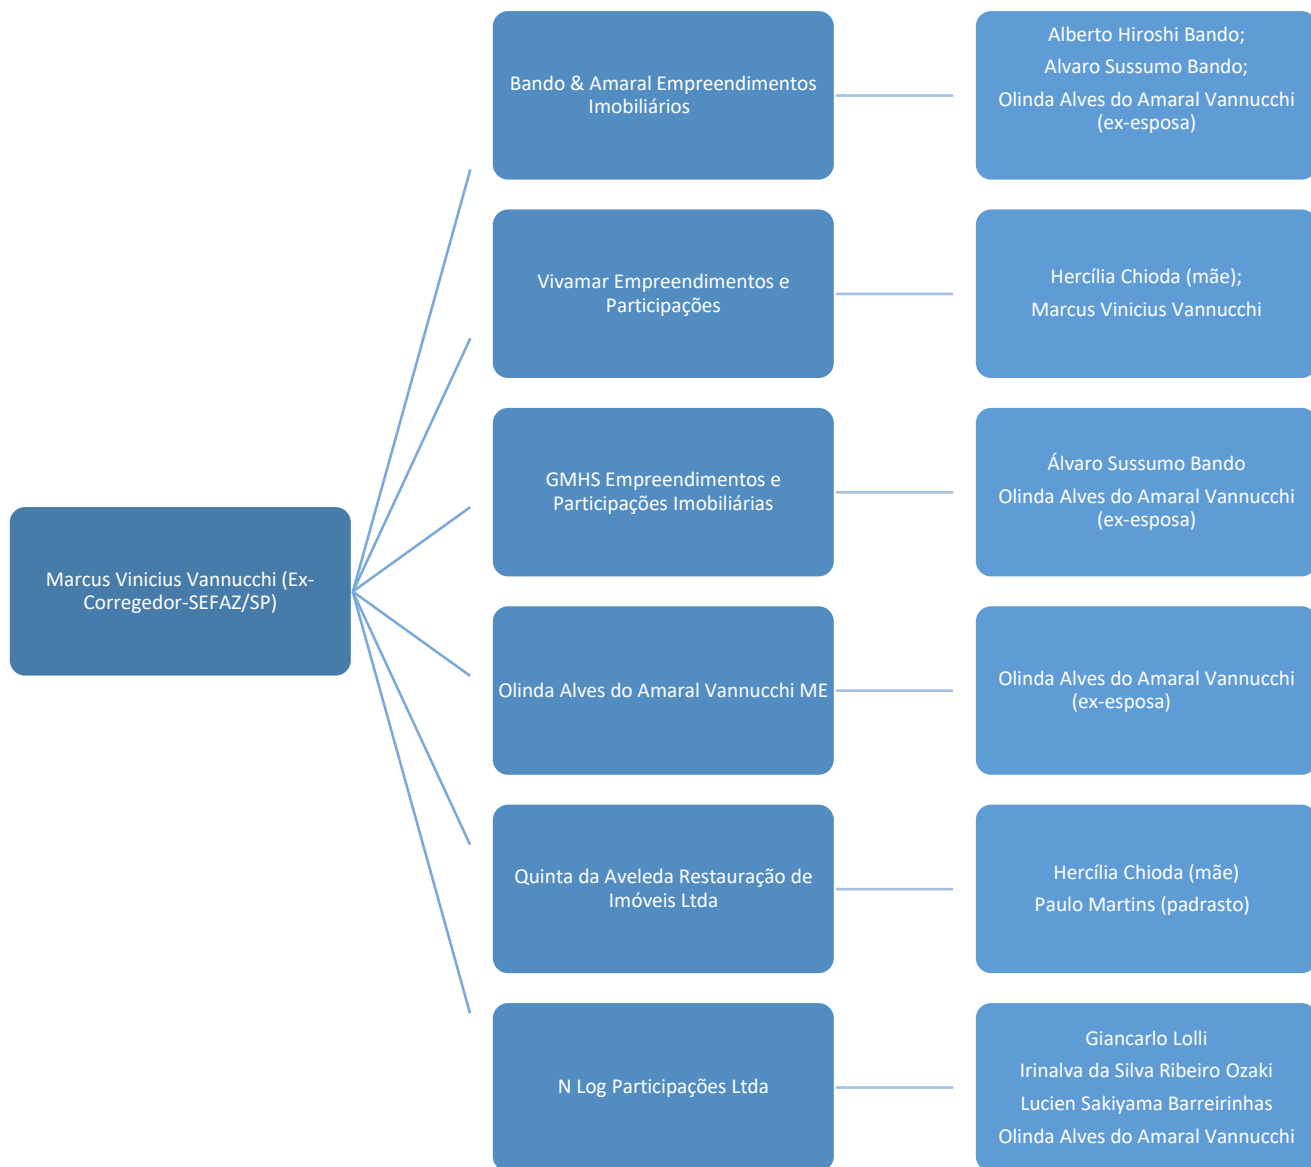 Bando & Amaral Empreendimentos
Imobiliários
Alberto Hiroshi Bando;
Alvaro Sussumo Bando;
Olinda Alves do Amaral Vannucchi
(ex-esposa)
Vivamar Empreendimentos e
Participações
Hercília Chioda (mãe);
Marcus Vinicius Vannucchi
GMHS Empreendimentos e
Participações Imobiliárias
Álvaro Sussumo Bando
Olinda Alves do Amaral Vannucchi
(ex-esposa)
Marcus Vinicius Vannucchi (Ex-
Corregedor-SEFAZ/SP)
Olinda Alves do Amaral Vannucchi ME
Olinda Alves do Amaral Vannucchi
(ex-esposa)
Quinta da Aveleda Restauração de
Imóveis Ltda
Hercília Chioda (mãe)
Paulo Martins (padrasto)
N Log Participações Ltda
Giancarlo Lolli
Irinalva da Silva Ribeiro Ozaki
Lucien Sakiyama Barreirinhas
Olinda Alves do Amaral Vannucchi